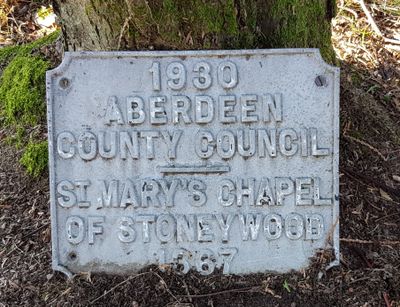 1930
ABERDEEN
COUNTY COUNCIL
ST MARY'S CHAPEL
OF STONEYWOOD
1367